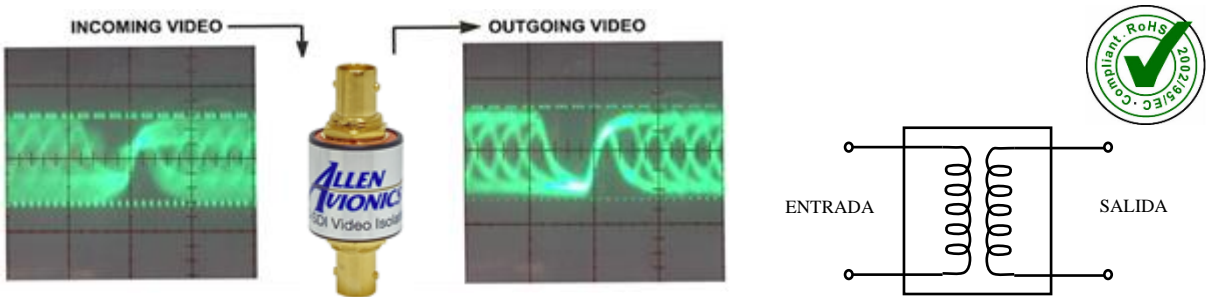 INCOMING VIDEO
OUTGOING VIDEO
ALLEN
AVIONICS
SDI Video Isolat
Compliant · RoHS · 2002/95/EC ·
ENTRADA
SALIDA